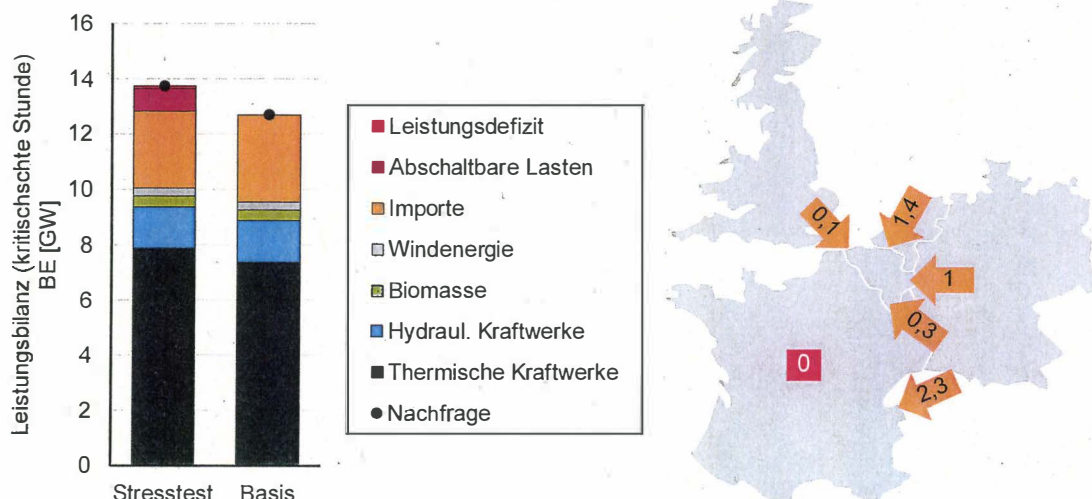 Leistungsbilanz (kritischschte Stunde)
BE [GW]
16
14
12
10
8
6
4
2
0
Stresstest Basis
Leistungsdefizit
Abschaltbare Lasten
Importe
Windenergie
Biomasse
Hydraul. Kraftwerke
Thermische Kraftwerke
Nachfrage
0,1
1,4
1
0,3
0
2,3